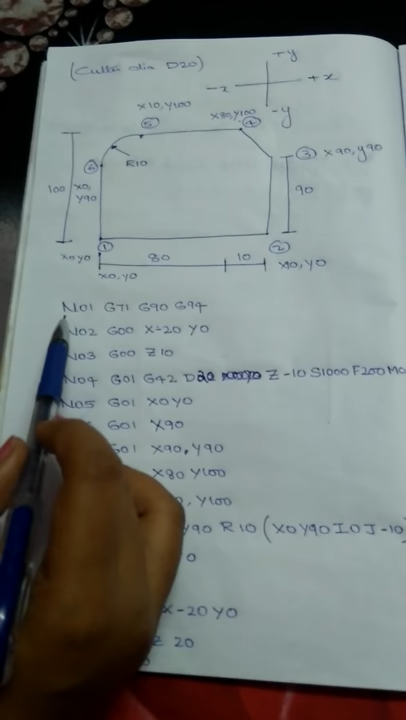 (Cutter dia D20)
+y
-x
+x
-y
X10, Y100
X80, Y100
⑤
④
③ X90, y90
R10
⑥
100
X0,
Y90
90
①
②
X0Y0
80
10
X90, Y0
X0, Y0
N01 G71 G90 G94
N02 G00 X-20 Y0
N03 G00 Z10
N04 G01 G42 D20 Z-10 S1000 F200 M0
N05 G01 X0Y0
G01 X90
G01 X90, Y90
X80 Y100
, Y100
Y90 R10 (X0Y90 I0 J-10
0
X-20 Y0
Z 20